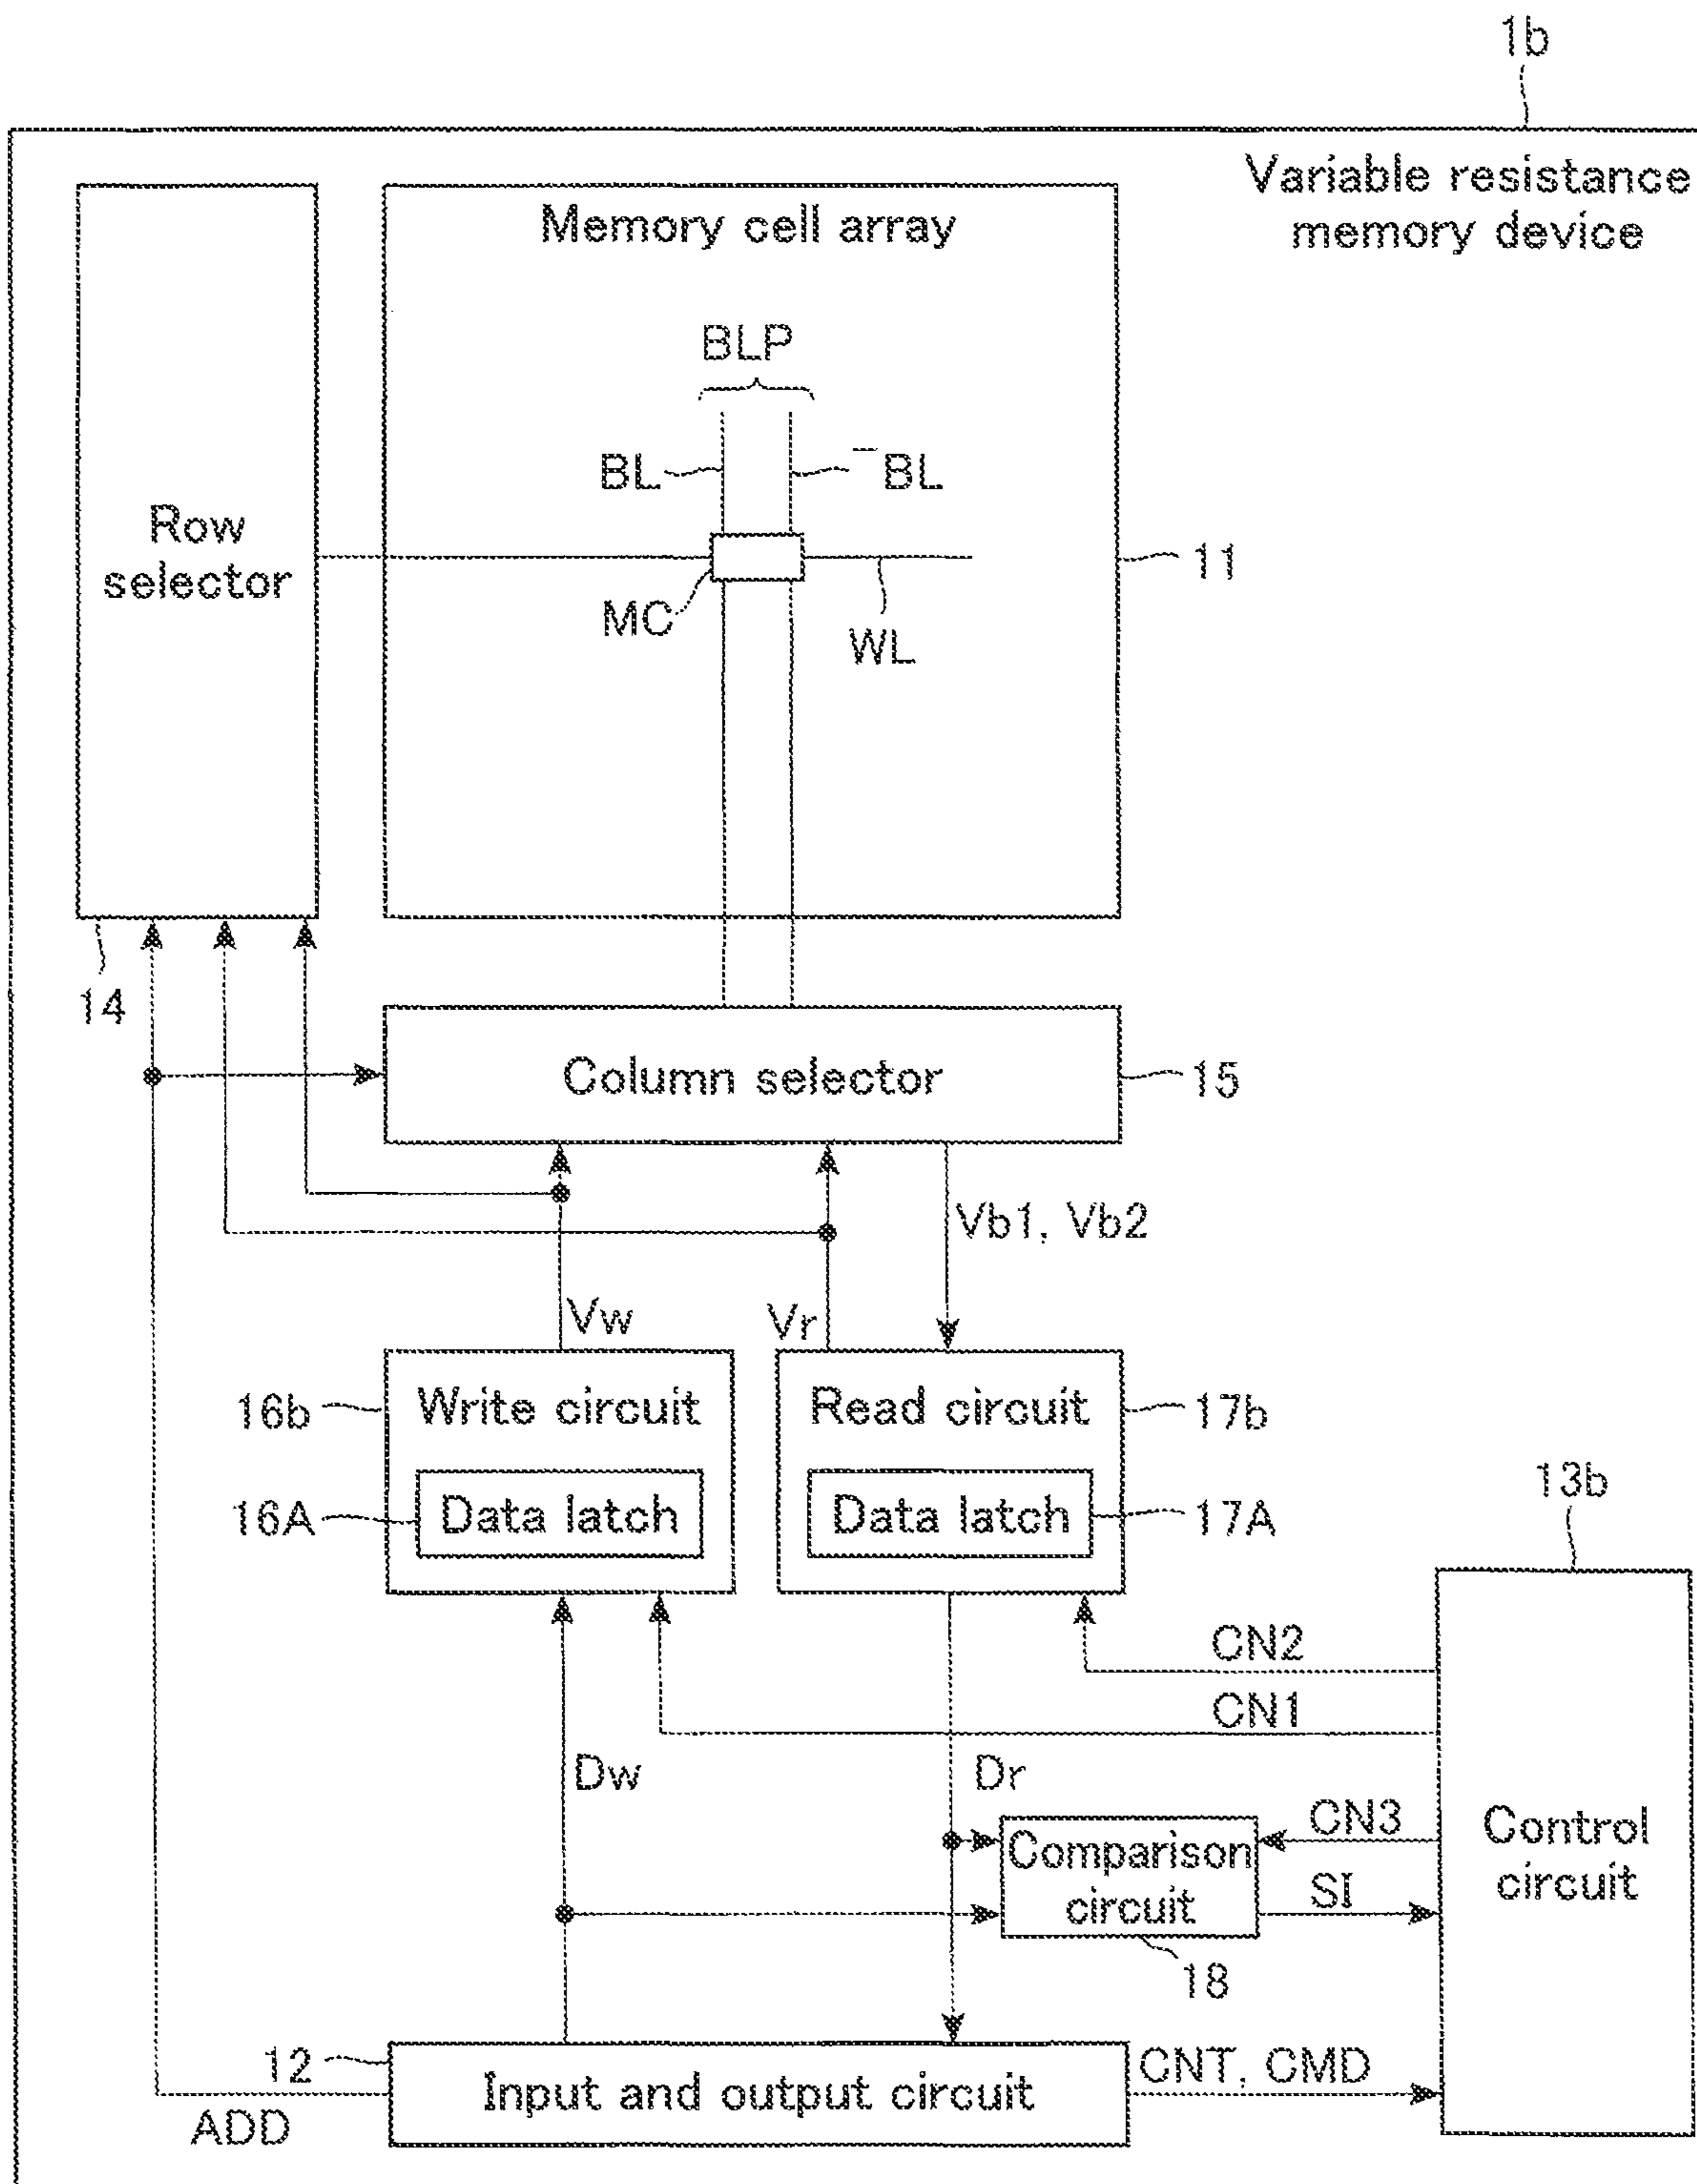 1b
Variable resistance
memory device
Memory cell array
BLP
BL
‾BL
Row
selector
11
MC
WL
14
Column selector
15
Vb1, Vb2
Vw
Vr
16b
Write circuit
Read circuit
17b
16A
Data latch
Data latch
17A
13b
CN2
CN1
Dw
Dr
CN3
Comparison
circuit
SI
Control
circuit
18
12
Input and output circuit
CNT, CMD
ADD